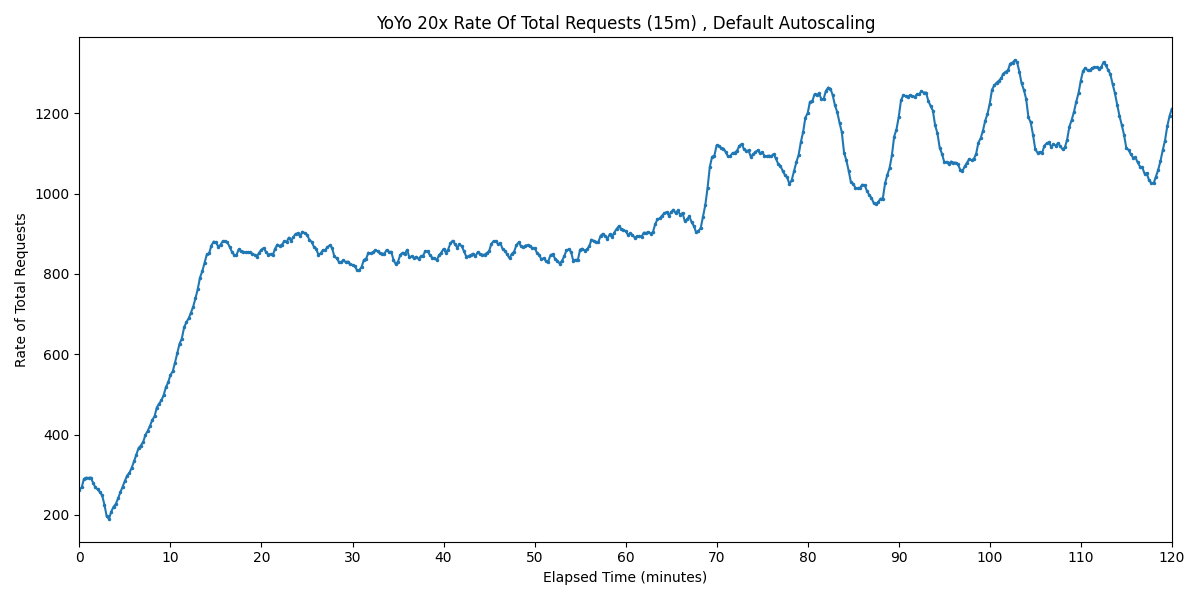 YoYo 20x Rate Of Total Requests (15m) , Default Autoscaling
Rate of Total Requests
1200
1000
800
600
400
200
0 10 20 30 40 50 60 70 80 90 100 110 120
Elapsed Time (minutes)